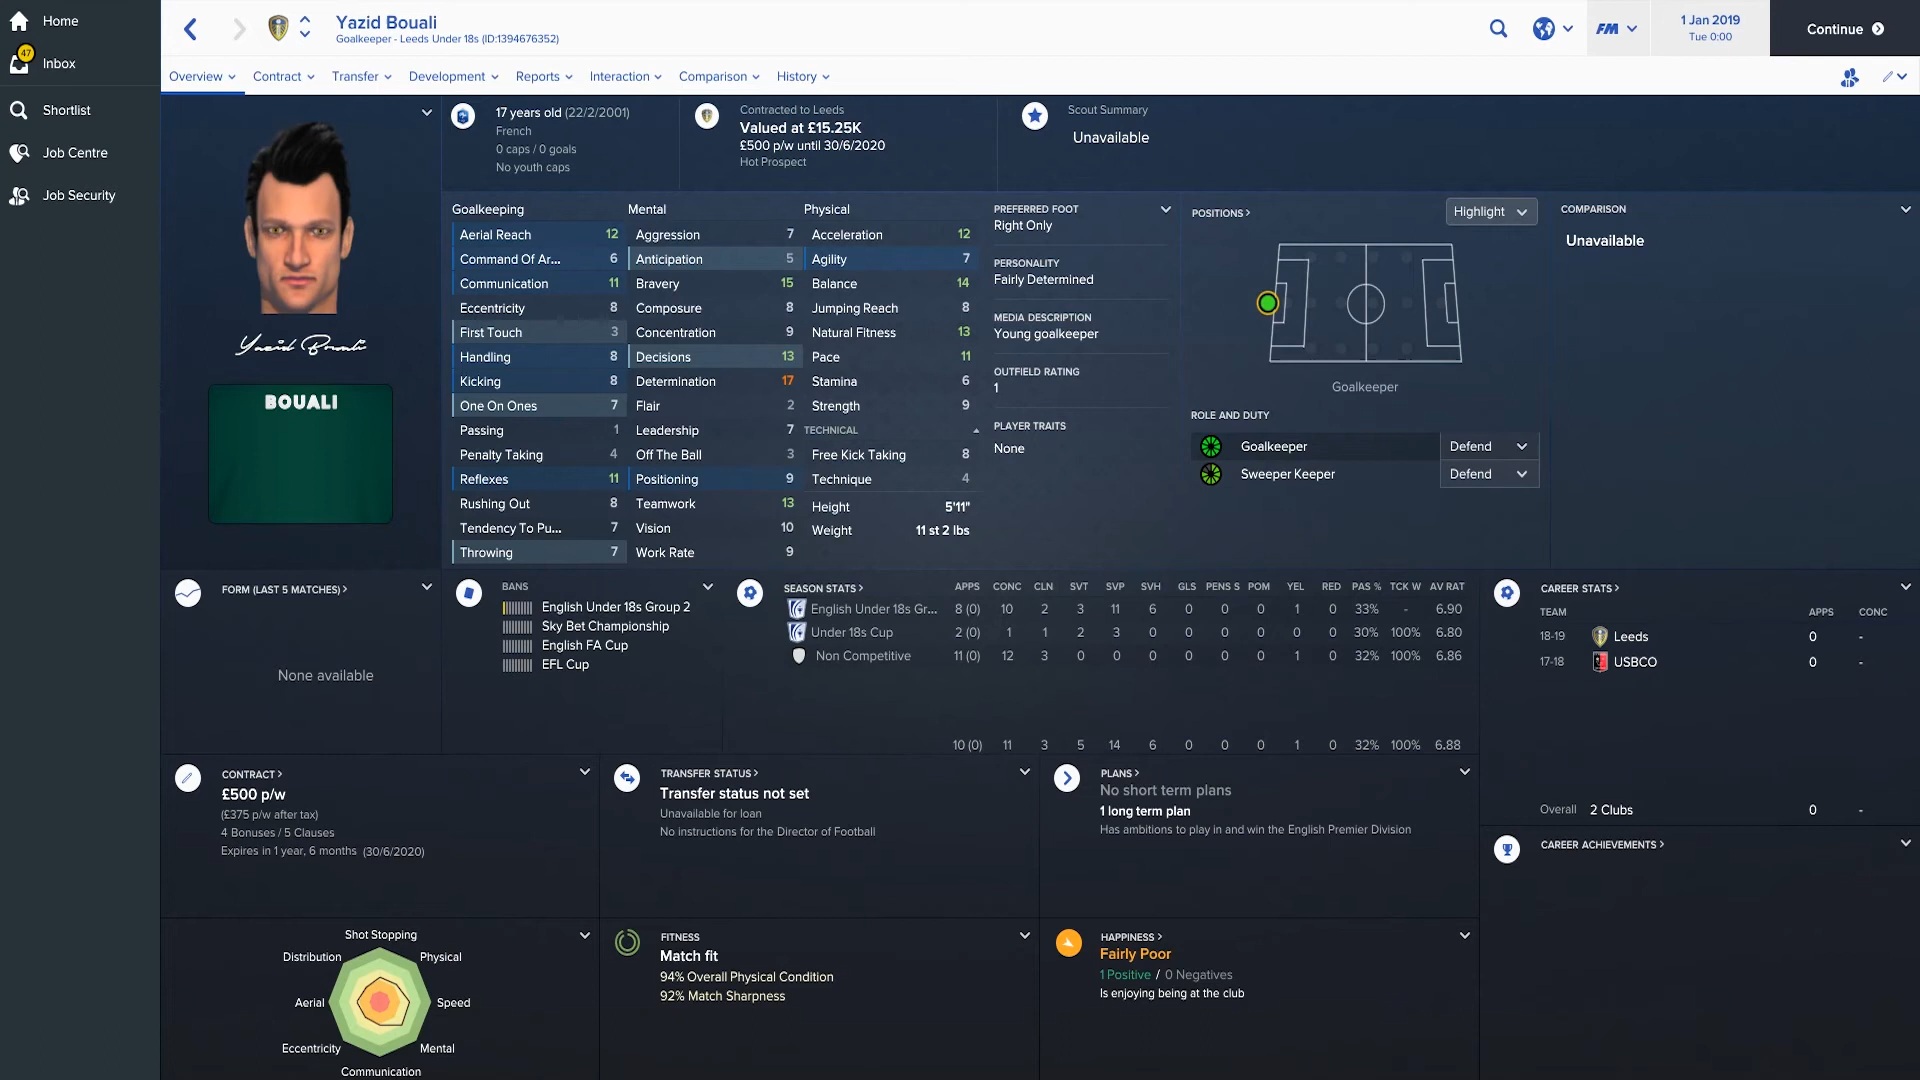 Home
47
Inbox
Shortlist
Job Centre
Job Security
Yazid Bouali
Goalkeeper - Leeds Under 18s (ID:1394676352)
FM
1 Jan 2019
Tue 0:00
Continue
Overview Contract Transfer Development Reports Interaction Comparison History
Yazid Bouali
BOUALI
17 years old (22/2/2001)
French
0 caps / 0 goals
No youth caps
Contracted to Leeds
Valued at £15.25K
£500 p/w until 30/6/2020
Hot Prospect
Scout Summary
Unavailable
Goalkeeping
Aerial Reach 12
Command Of Ar... 6
Communication 11
Eccentricity 8
First Touch 3
Handling 8
Kicking 8
One On Ones 7
Passing 1
Penalty Taking 4
Reflexes 11
Rushing Out 8
Tendency To Pu... 7
Throwing 7
Mental
Aggression 7
Anticipation 5
Bravery 15
Composure 8
Concentration 9
Decisions 13
Determination 17
Flair 2
Leadership 7
Off The Ball 3
Positioning 9
Teamwork 13
Vision 10
Work Rate 9
Physical
Acceleration 12
Agility 7
Balance 14
Jumping Reach 8
Natural Fitness 13
Pace 11
Stamina 6
Strength 9
TECHNICAL
Free Kick Taking 8
Technique 4
Height 5'11"
Weight 11 st 2 lbs
PREFERRED FOOT
Right Only
PERSONALITY
Fairly Determined
MEDIA DESCRIPTION
Young goalkeeper
OUTFIELD RATING
1
PLAYER TRAITS
None
POSITIONS
Highlight
Goalkeeper
ROLE AND DUTY
Goalkeeper Defend
Sweeper Keeper Defend
COMPARISON
Unavailable
FORM (LAST 5 MATCHES)
None available
BANS
English Under 18s Group 2
Sky Bet Championship
English FA Cup
EFL Cup
SEASON STATS APPS CONC CLN SVT SVP SVH GLS PENS S POM YEL RED PAS % TCK W AV RAT
English Under 18s Gr... 8 (0) 10 2 3 11 6 0 0 0 1 0 33% - 6.90
Under 18s Cup 2 (0) 1 1 2 3 0 0 0 0 0 0 30% 100% 6.80
Non Competitive 11 (0) 12 3 0 0 0 0 0 0 1 0 32% 100% 6.86
10 (0) 11 3 5 14 6 0 0 0 1 0 32% 100% 6.88
CAREER STATS
TEAM APPS CONC
18-19 Leeds 0 -
17-18 USBCO 0 -
Overall 2 Clubs 0 -
CONTRACT
£500 p/w
(£375 p/w after tax)
4 Bonuses / 5 Clauses
Expires in 1 year, 6 months (30/6/2020)
TRANSFER STATUS
Transfer status not set
Unavailable for loan
No instructions for the Director of Football
PLANS
No short term plans
1 long term plan
Has ambitions to play in and win the English Premier Division
CAREER ACHIEVEMENTS
Shot Stopping
Distribution Physical
Aerial Speed
Eccentricity Mental
Communication
FITNESS
Match fit
94% Overall Physical Condition
92% Match Sharpness
HAPPINESS
Fairly Poor
1 Positive / 0 Negatives
Is enjoying being at the club